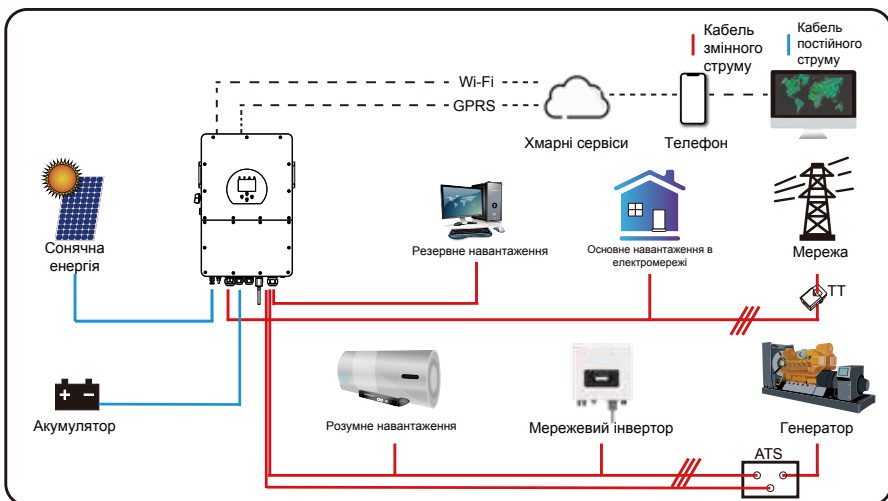 Кабель
змінного
струму
Кабель
постійного
струму
Wi-Fi
GPRS
Хмарні сервіси
Телефон
Сонячна
енергія
Резервне навантаження
Основне навантаження в
електромережі
Мережа
ТТ
Акумулятор
Розумне навантаження
Мережевий інвертор
Генератор
ATS